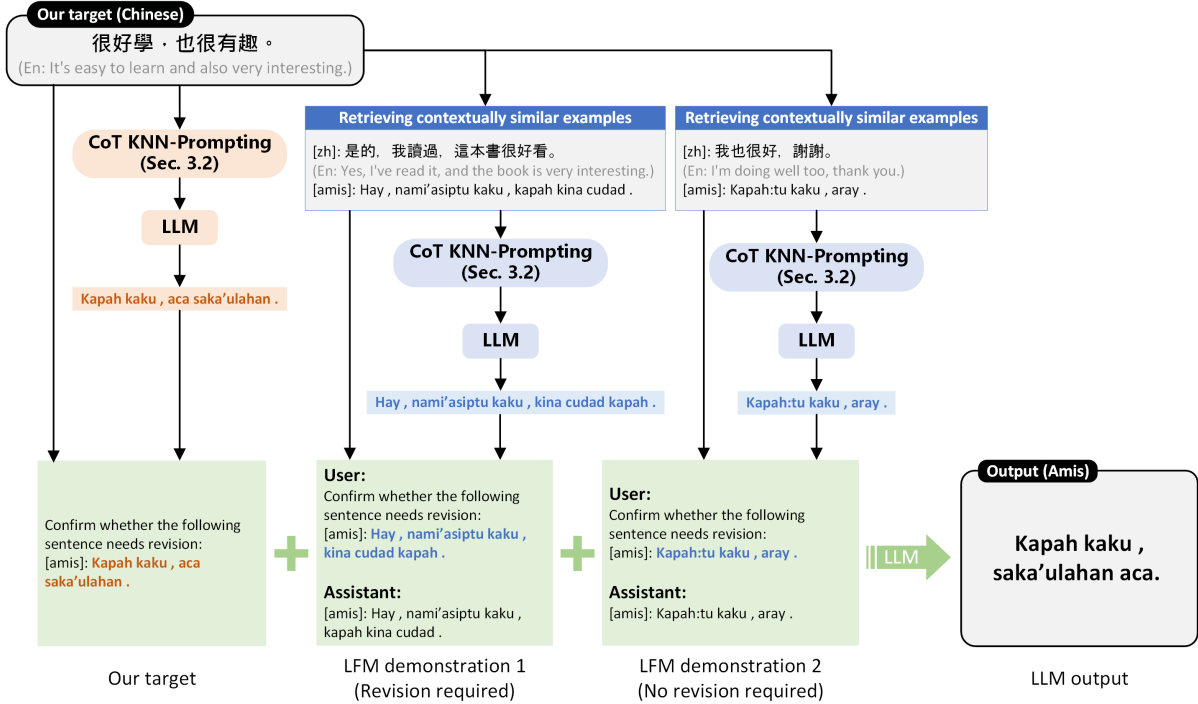 Our target (Chinese)
很好學，也很有趣。
(En: It's easy to learn and also very interesting.)
CoT KNN-Prompting
(Sec. 3.2)
LLM
Kapah kaku , aca saka’ulahan .
Retrieving contextually similar examples
[zh]: 是的，我讀過，這本書很好看。
(En: Yes, I've read it, and the book is very interesting.)
[amis]: Hay , nami’asiptu kaku , kapah kina cudad .
CoT KNN-Prompting
(Sec. 3.2)
LLM
Hay , nami’asiptu kaku , kina cudad kapah .
Retrieving contextually similar examples
[zh]: 我也很好，謝謝。
(En: I'm doing well too, thank you.)
[amis]: Kapah:tu kaku , aray .
CoT KNN-Prompting
(Sec. 3.2)
LLM
Kapah:tu kaku , aray .
Confirm whether the following
sentence needs revision:
[amis]: Kapah kaku , aca
saka’ulahan .
Our target
User:
Confirm whether the following
sentence needs revision:
[amis]: Hay , nami’asiptu kaku ,
kina cudad kapah .
Assistant:
[amis]: Hay , nami’asiptu kaku ,
kapah kina cudad .
LFM demonstration 1
(Revision required)
User:
Confirm whether the following
sentence needs revision:
[amis]: Kapah:tu kaku , aray .
Assistant:
[amis]: Kapah:tu kaku , aray .
LFM demonstration 2
(No revision required)
LLM
Output (Amis)
Kapah kaku ,
saka’ulahan aca.
LLM output